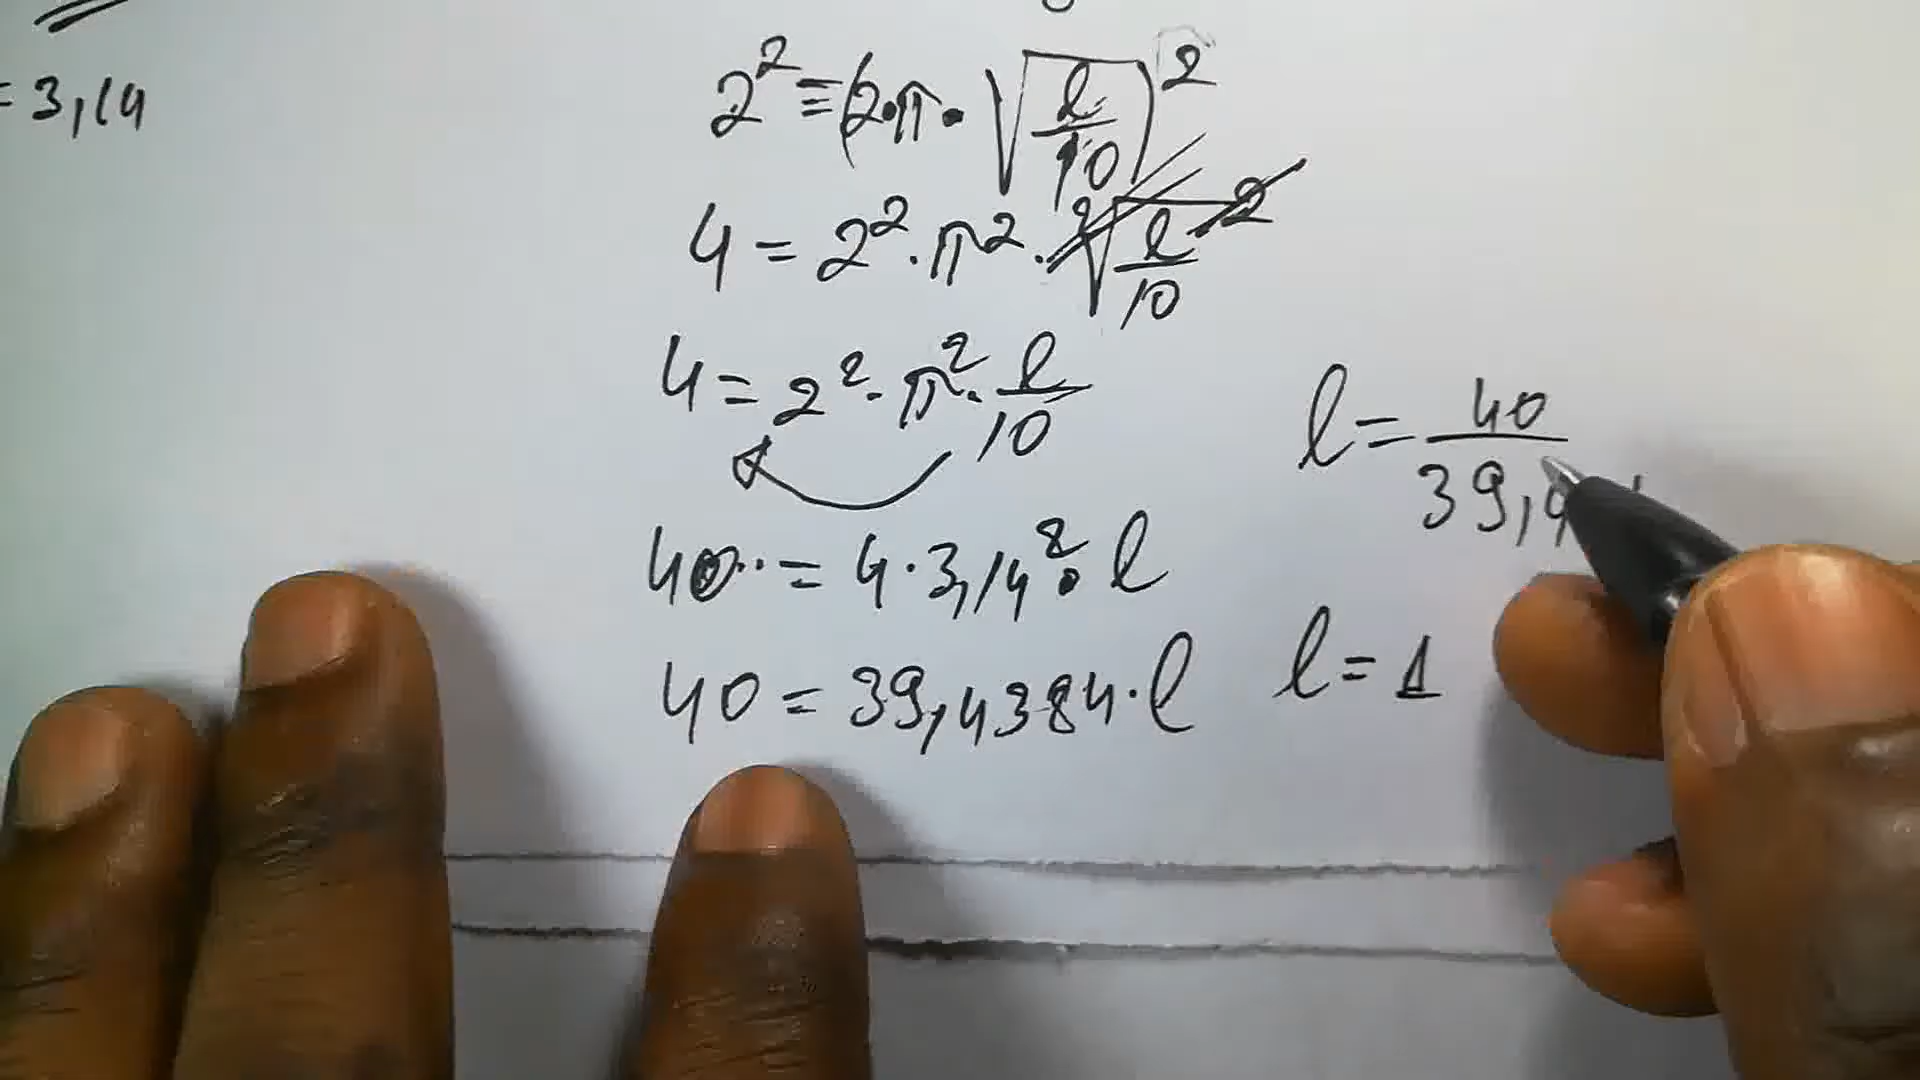 = 3,14
2² = (2·π·√(l/10))²
4 = 2²·π²·²√(l/10)²
4 = 2²·π²·l/10
40 = 4·3,14²·l
40 = 39,4384·l
l = 40/39,4
l = 1